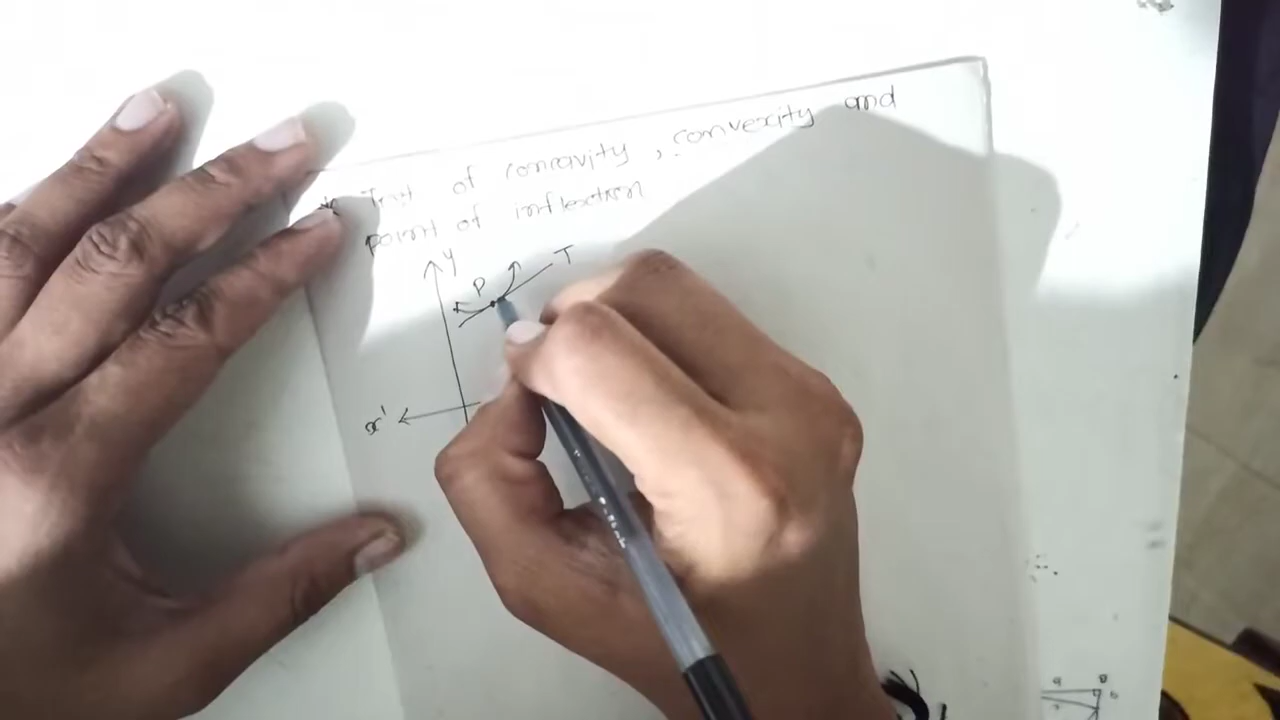 * Test of concavity, convexity and
point of inflection
y
T
P
x'
a
B
b